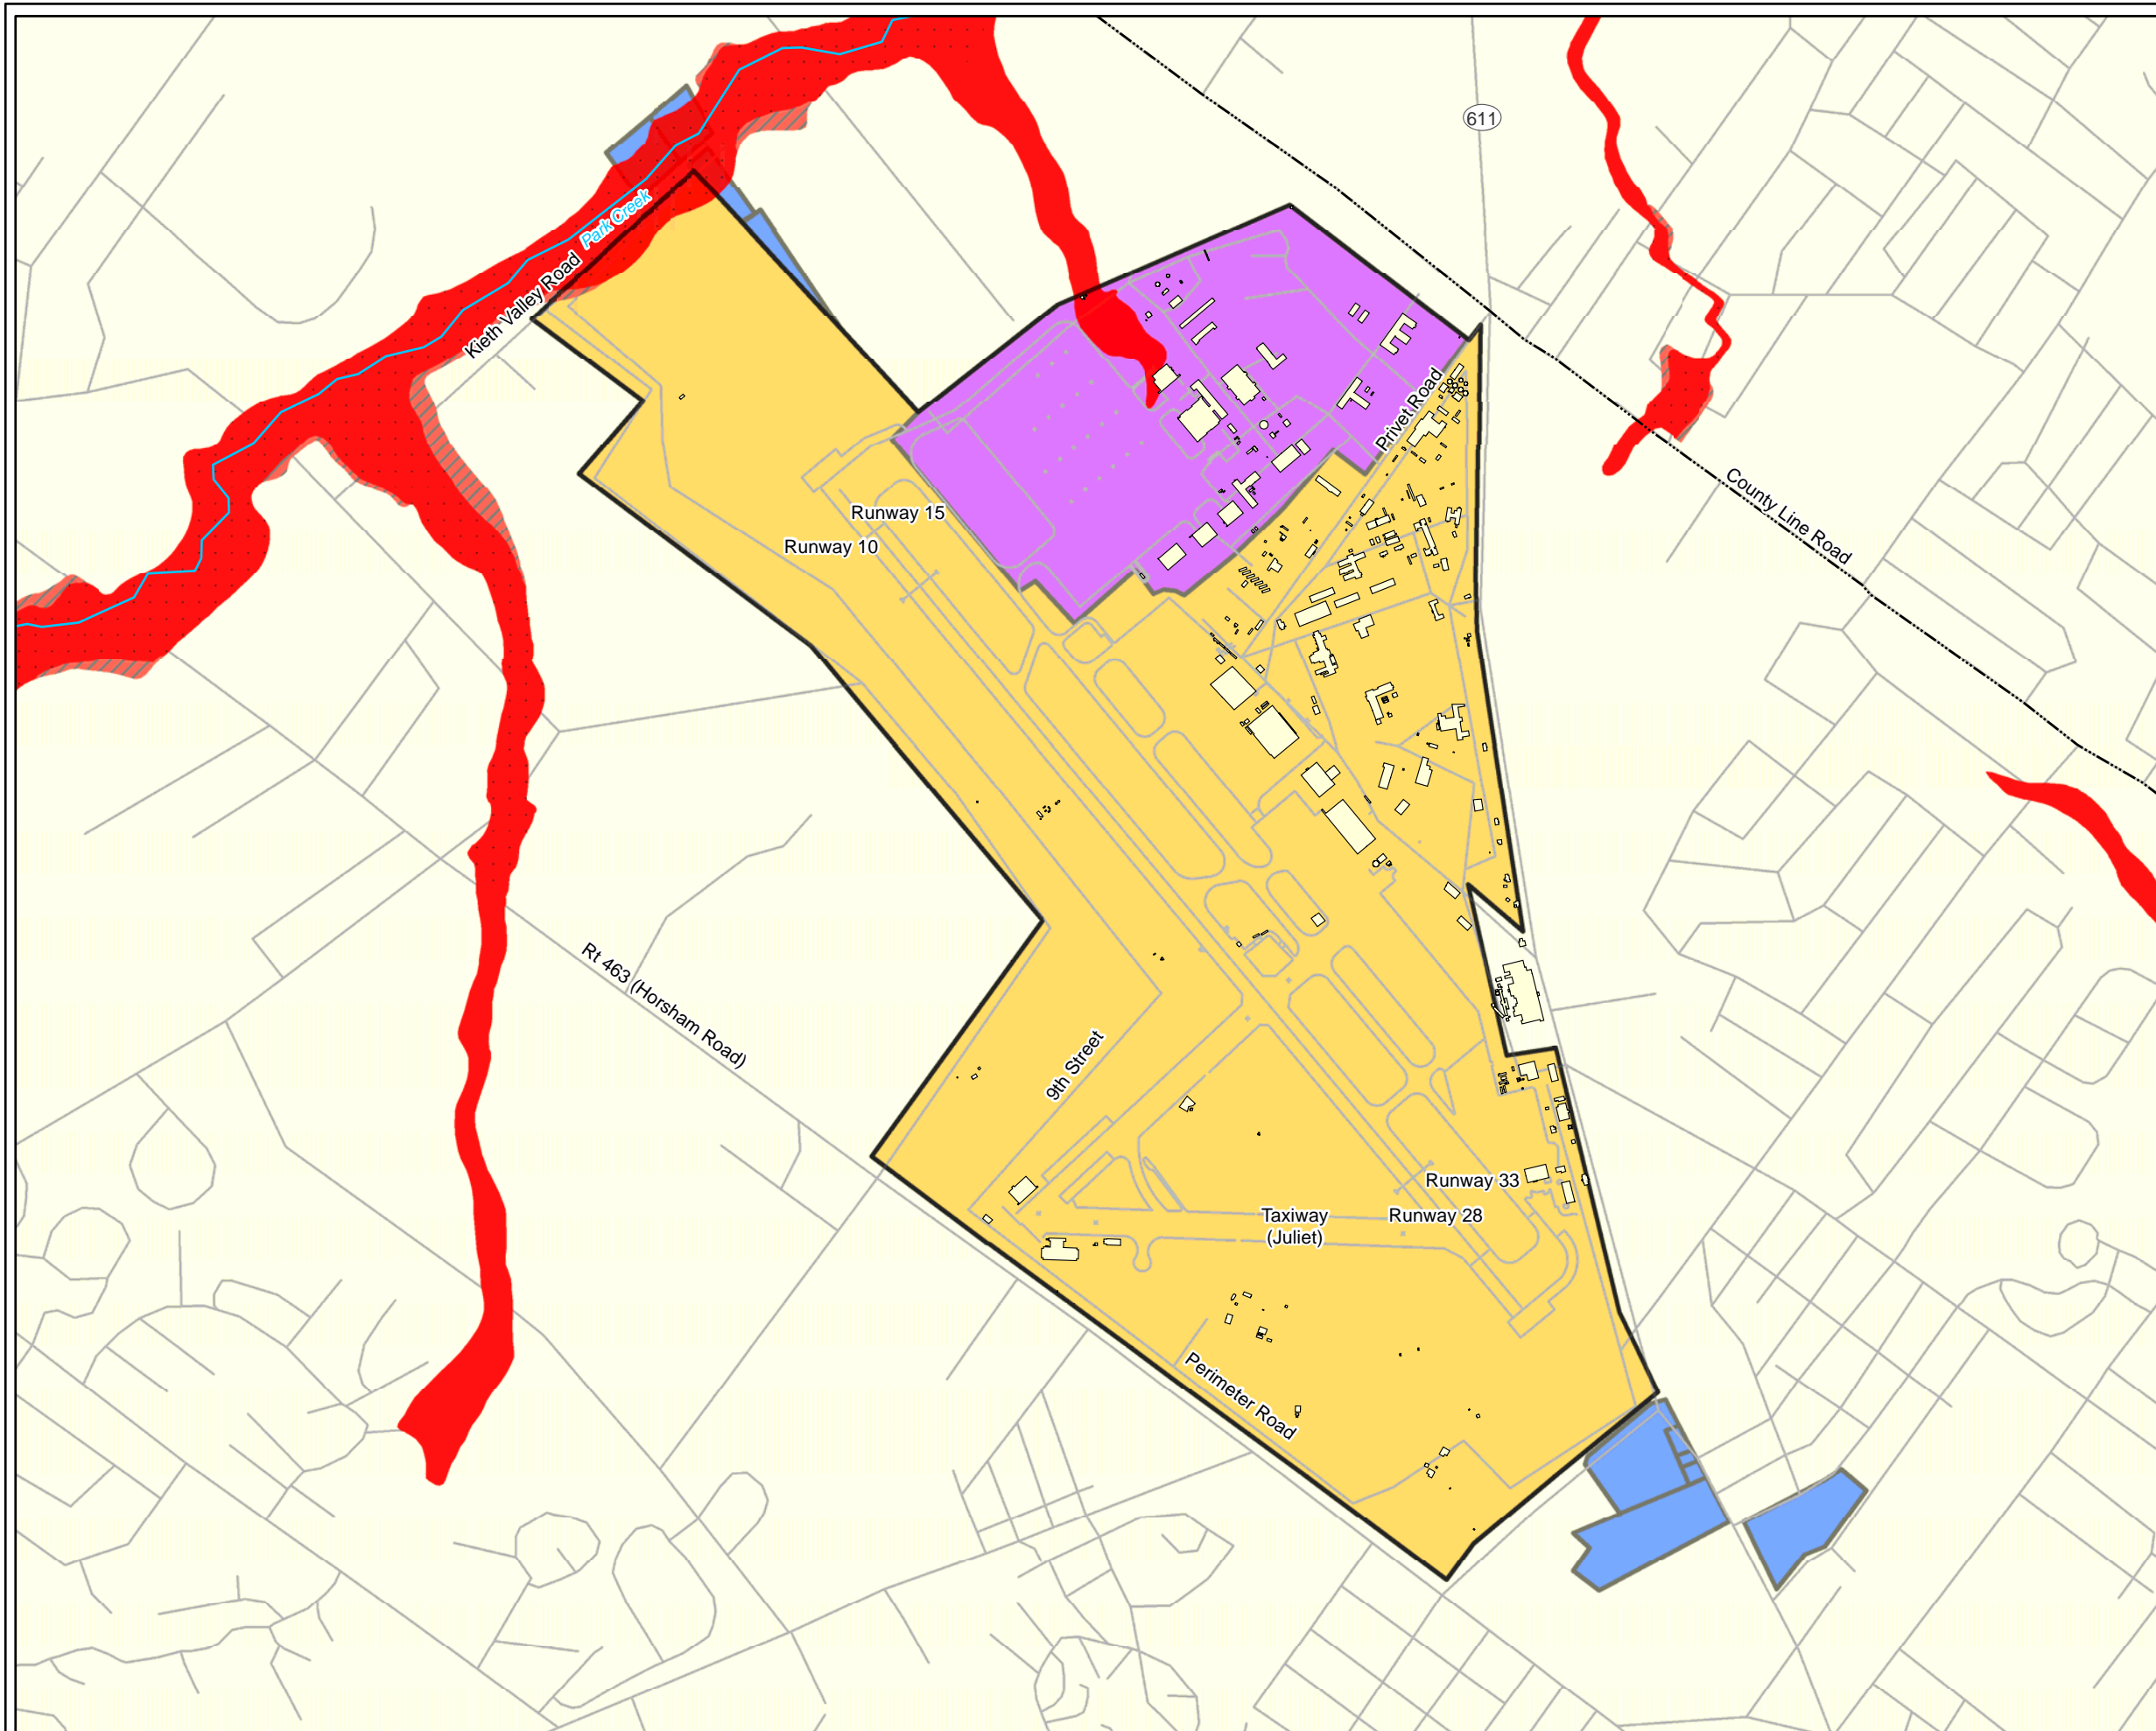 611
Park Creek
Kieth Valley Road
Privet Road
County Line Road
Runway 15
Runway 10
Rt 463 (Horsham Road)
9th Street
Runway 33
Taxiway
(Juliet)
Runway 28
Perimeter Road